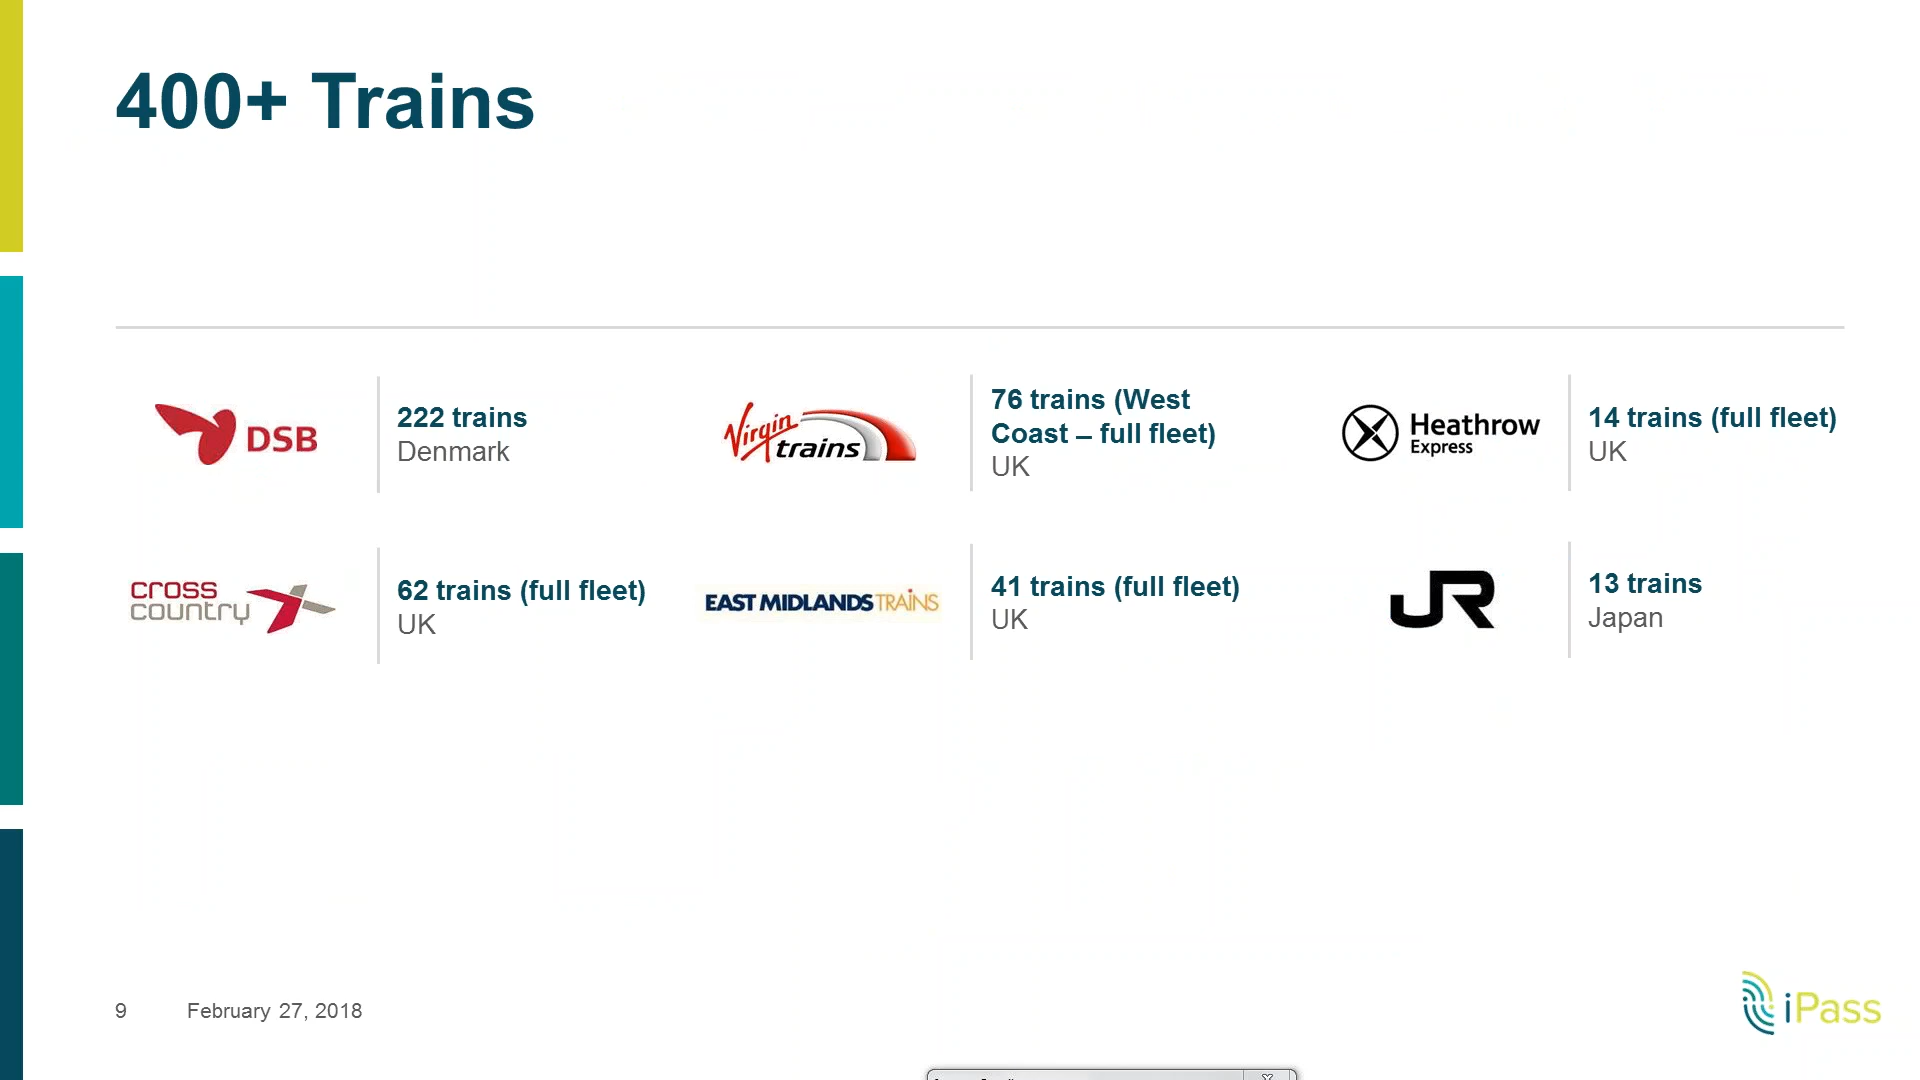 400+ Trains
DSB
222 trains
Denmark
Virgin
trains
76 trains (West
Coast – full fleet)
UK
Heathrow
Express
14 trains (full fleet)
UK
cross
country
62 trains (full fleet)
UK
EAST MIDLANDS TRAINS
41 trains (full fleet)
UK
JR
13 trains
Japan
9 February 27, 2018
iPass